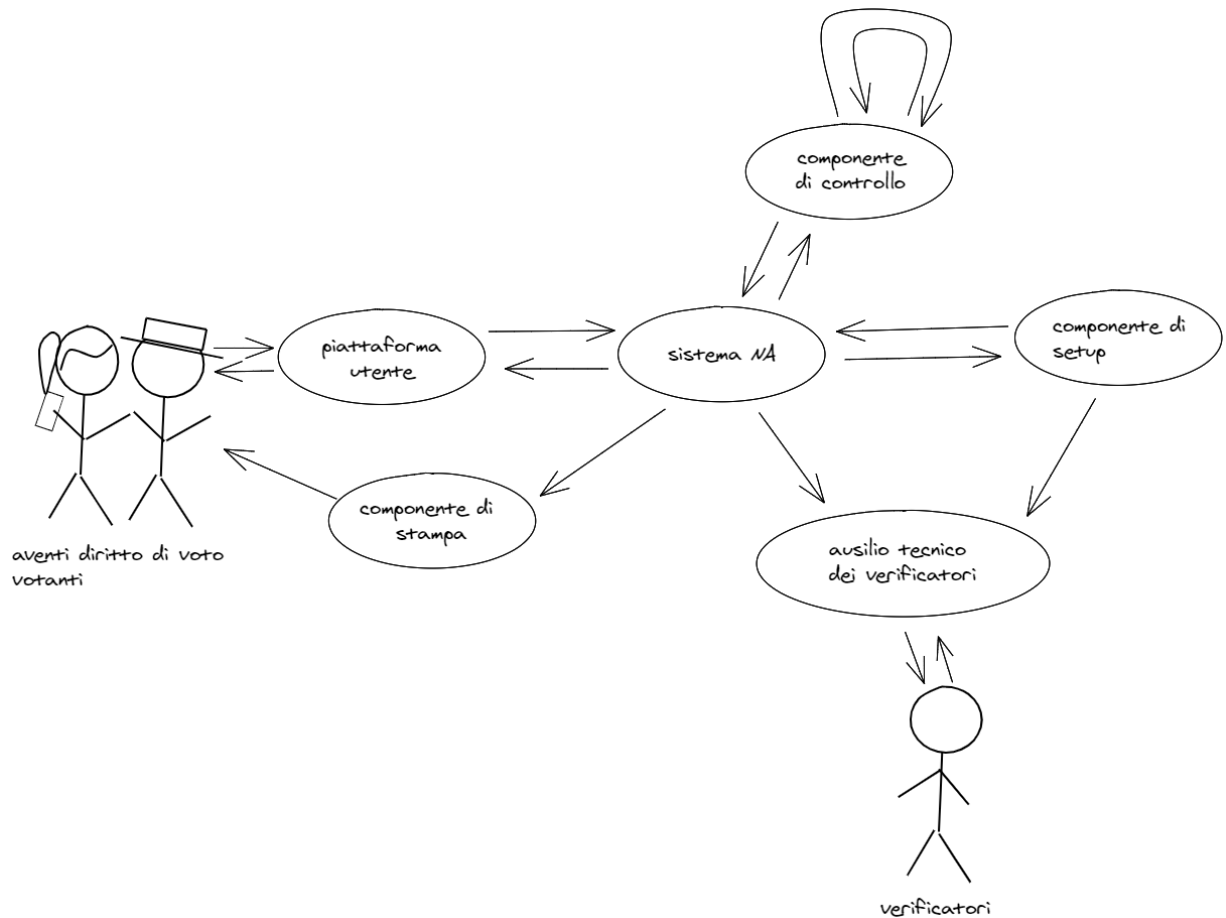 componente
di controllo
piattaforma
utente
sistema NA
componente di
setup
componente di
stampa
aventi diritto di voto
votanti
ausilio tecnico
dei verificatori
verificatori